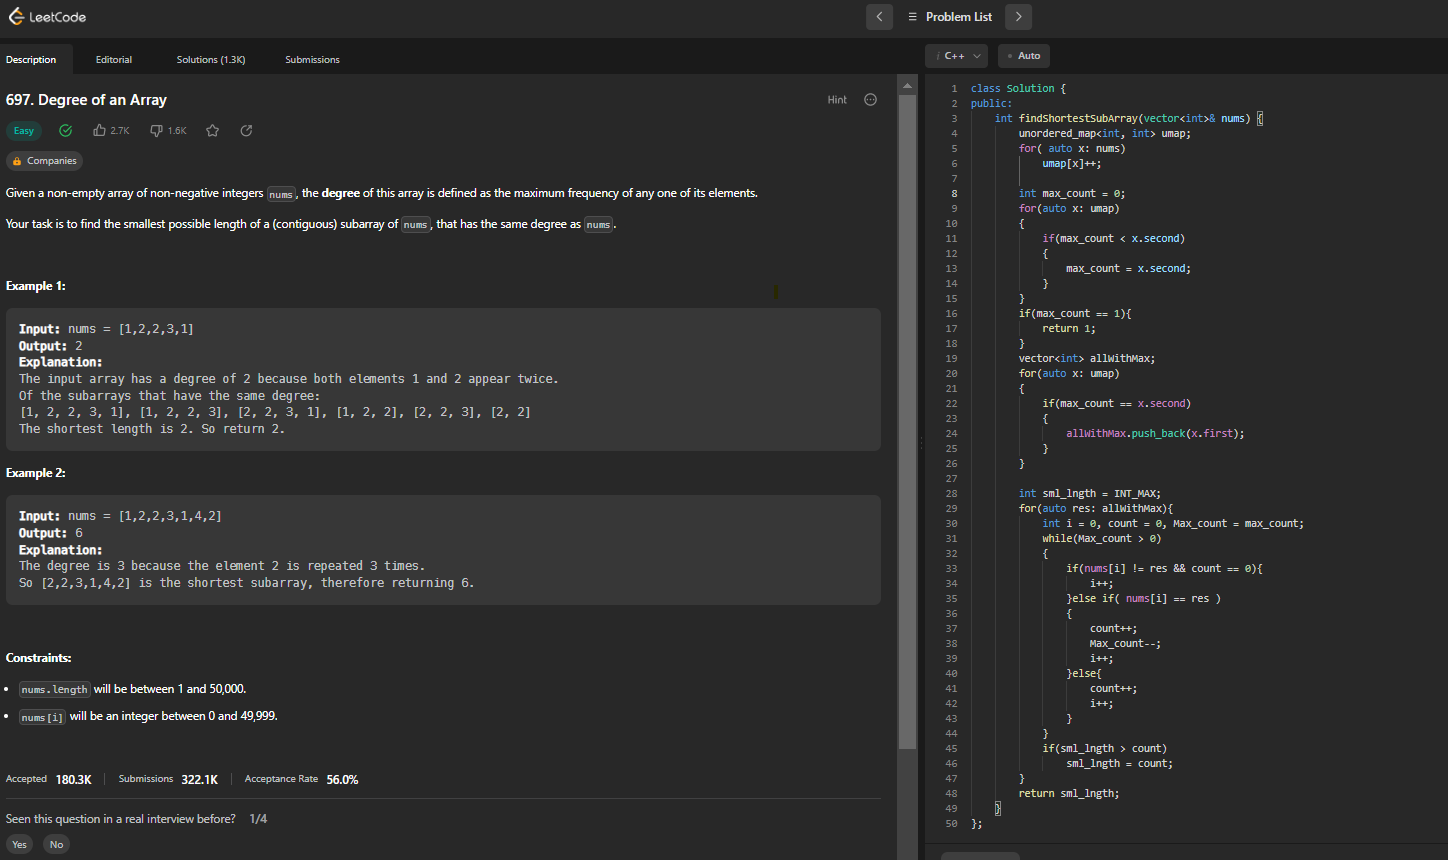 LeetCode
Problem List
Description Editorial Solutions (1.3K) Submissions
697. Degree of an Array
Hint
Easy 2.7K 1.6K
Companies
Given a non-empty array of non-negative integers nums, the degree of this array is defined as the maximum frequency of any one of its elements.
Your task is to find the smallest possible length of a (contiguous) subarray of nums, that has the same degree as nums.
Example 1:
Input: nums = [1,2,2,3,1]
Output: 2
Explanation:
The input array has a degree of 2 because both elements 1 and 2 appear twice.
Of the subarrays that have the same degree:
[1, 2, 2, 3, 1], [1, 2, 2, 3], [2, 2, 3, 1], [1, 2, 2], [2, 2, 3], [2, 2]
The shortest length is 2. So return 2.
Example 2:
Input: nums = [1,2,2,3,1,4,2]
Output: 6
Explanation:
The degree is 3 because the element 2 is repeated 3 times.
So [2,2,3,1,4,2] is the shortest subarray, therefore returning 6.
Constraints:
• nums.length will be between 1 and 50,000.
• nums[i] will be an integer between 0 and 49,999.
Accepted 180.3K Submissions 322.1K Acceptance Rate 56.0%
Seen this question in a real interview before? 1/4
Yes No
i C++ • Auto
1 class Solution {
2 public:
3 int findShortestSubArray(vector<int>& nums) {
4 unordered_map<int, int> umap;
5 for( auto x: nums)
6 umap[x]++;
7
8 int max_count = 0;
9 for(auto x: umap)
10 {
11 if(max_count < x.second)
12 {
13 max_count = x.second;
14 }
15 }
16 if(max_count == 1){
17 return 1;
18 }
19 vector<int> allWithMax;
20 for(auto x: umap)
21 {
22 if(max_count == x.second)
23 {
24 allWithMax.push_back(x.first);
25 }
26 }
27
28 int sml_lngth = INT_MAX;
29 for(auto res: allWithMax){
30 int i = 0, count = 0, Max_count = max_count;
31 while(Max_count > 0)
32 {
33 if(nums[i] != res && count == 0){
34 i++;
35 }else if( nums[i] == res )
36 {
37 count++;
38 Max_count--;
39 i++;
40 }else{
41 count++;
42 i++;
43 }
44 }
45 if(sml_lngth > count)
46 sml_lngth = count;
47 }
48 return sml_lngth;
49 }
50 };